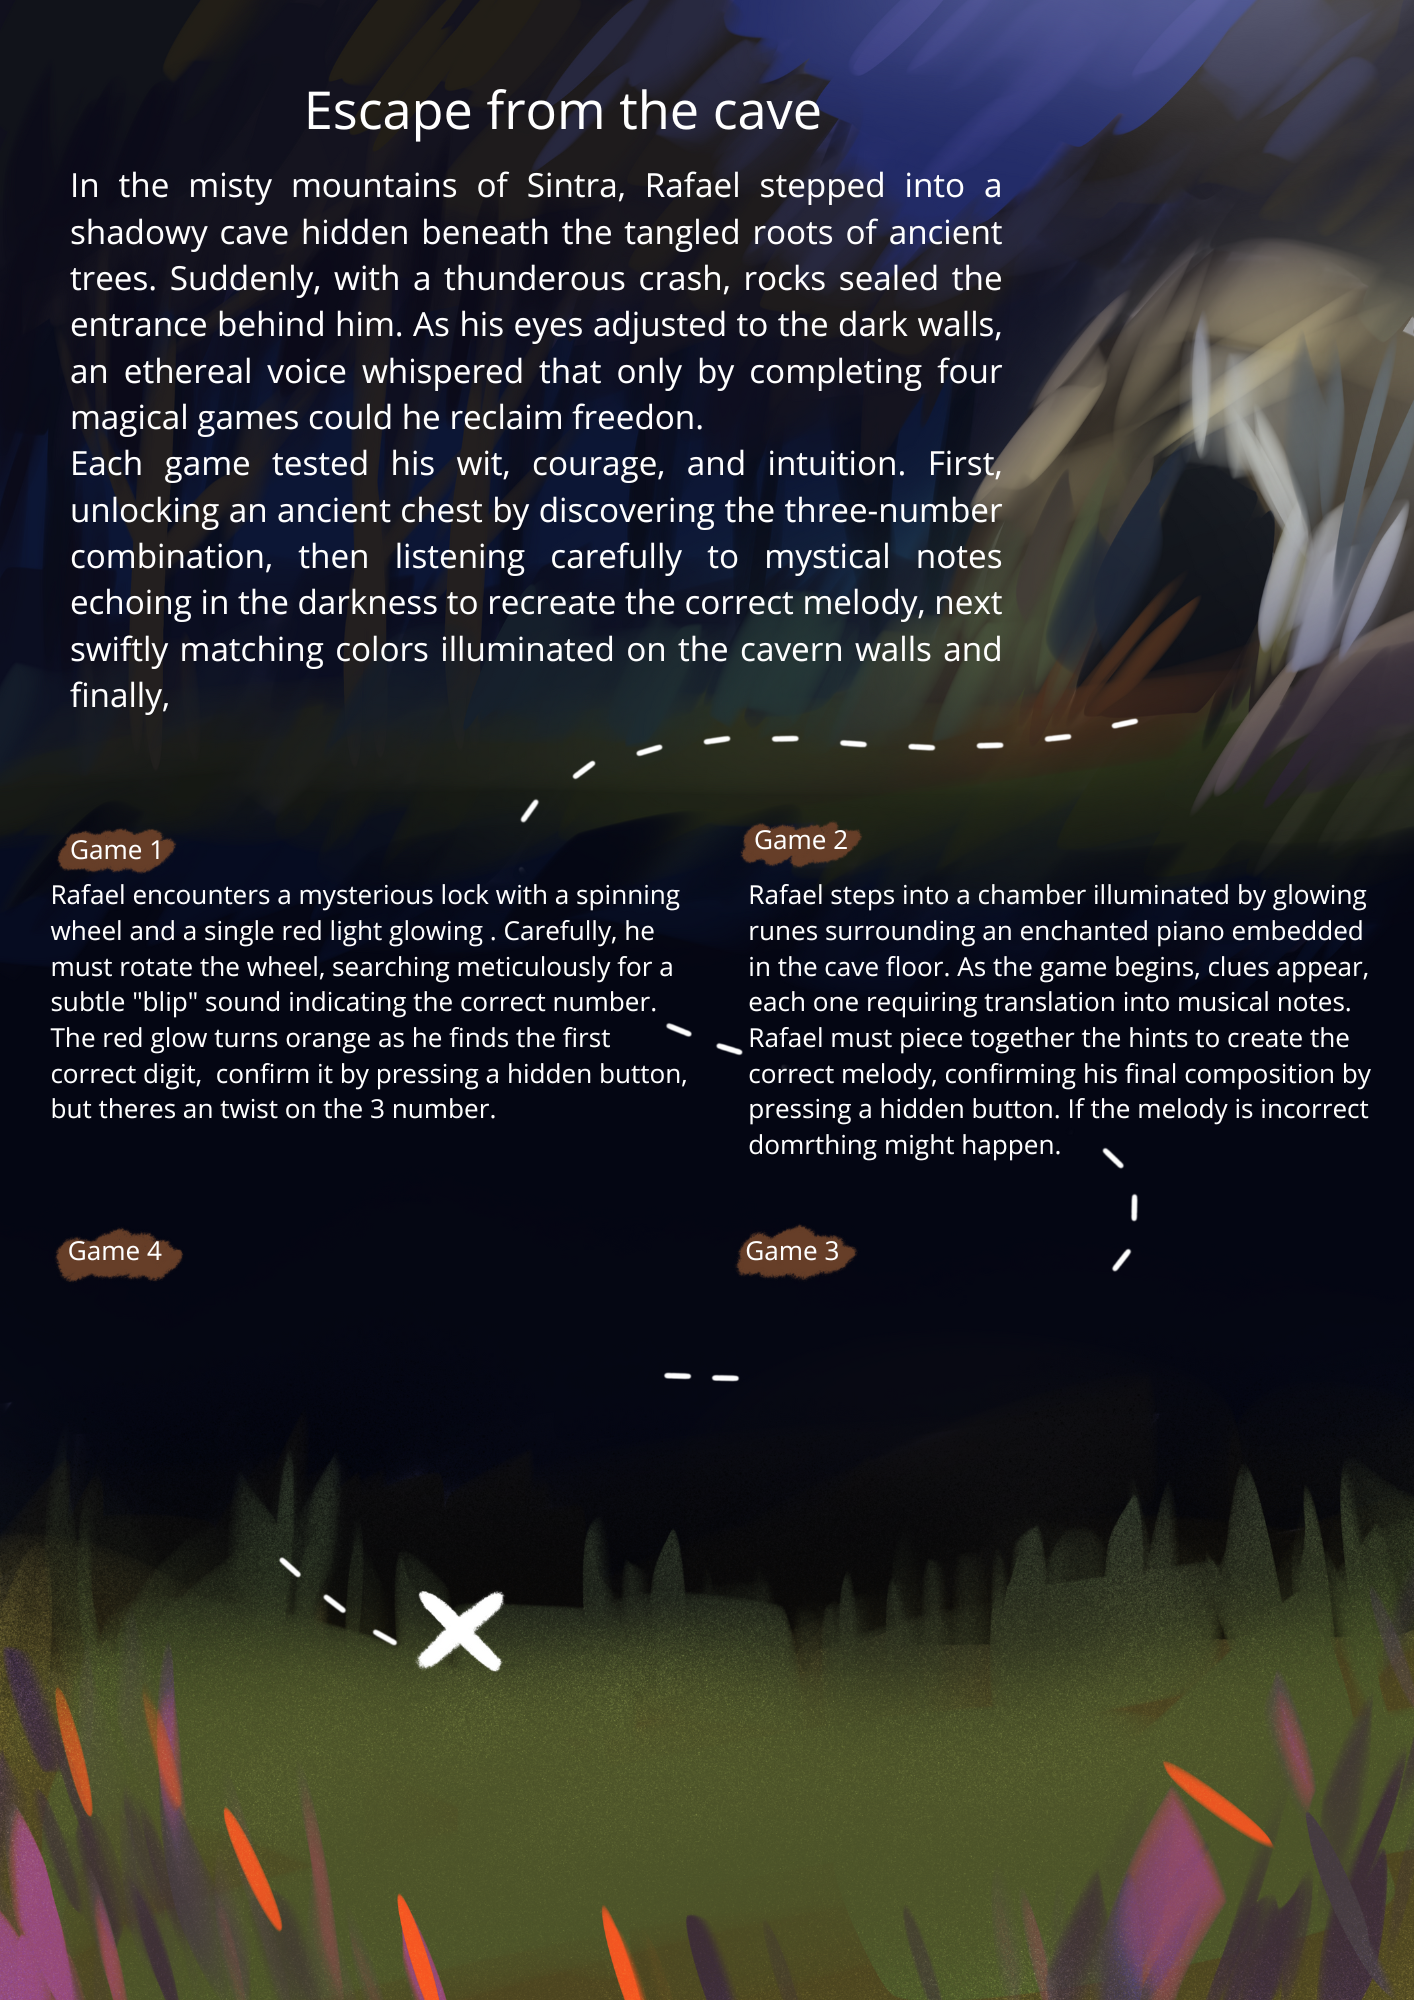 Escape from the cave
In the misty mountains of Sintra, Rafael stepped into a
shadowy cave hidden beneath the tangled roots of ancient
trees. Suddenly, with a thunderous crash, rocks sealed the
entrance behind him. As his eyes adjusted to the dark walls,
an ethereal voice whispered that only by completing four
magical games could he reclaim freedon.
Each game tested his wit, courage, and intuition. First,
unlocking an ancient chest by discovering the three-number
combination, then listening carefully to mystical notes
echoing in the darkness to recreate the correct melody, next
swiftly matching colors illuminated on the cavern walls and
finally,
Game 1
Rafael encounters a mysterious lock with a spinning
wheel and a single red light glowing . Carefully, he
must rotate the wheel, searching meticulously for a
subtle "blip" sound indicating the correct number.
The red glow turns orange as he finds the first
correct digit,  confirm it by pressing a hidden button,
but theres an twist on the 3 number.
Game 2
Rafael steps into a chamber illuminated by glowing
runes surrounding an enchanted piano embedded
in the cave floor. As the game begins, clues appear,
each one requiring translation into musical notes.
Rafael must piece together the hints to create the
correct melody, confirming his final composition by
pressing a hidden button. If the melody is incorrect
domrthing might happen.
Game 4
Game 3